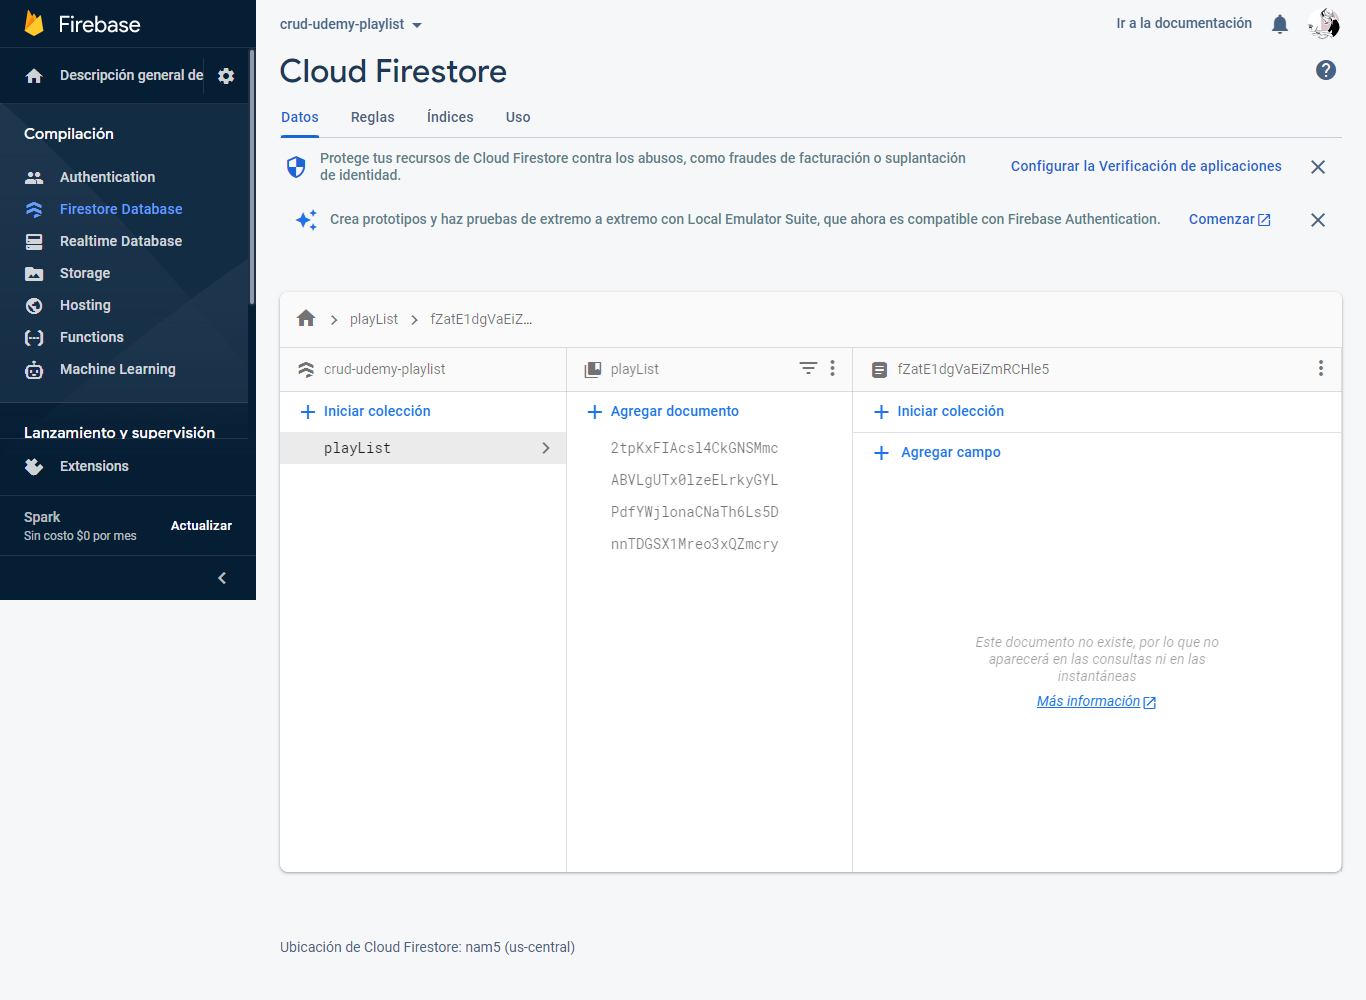 Firebase
Descripción general de
Compilación
Authentication
Firestore Database
Realtime Database
Storage
Hosting
Functions
Machine Learning
Lanzamiento y supervisión
Extensions
Spark
Sin costo $0 por mes
Actualizar
crud-udemy-playlist
Ir a la documentación
Cloud Firestore
Datos
Reglas
Índices
Uso
Protege tus recursos de Cloud Firestore contra los abusos, como fraudes de facturación o suplantación
de identidad.
Configurar la Verificación de aplicaciones
Crea prototipos y haz pruebas de extremo a extremo con Local Emulator Suite, que ahora es compatible con Firebase Authentication.
Comenzar
playList
fZatE1dgVaEiZ...
crud-udemy-playlist
Iniciar colección
playList
playList
Agregar documento
2tpKxFIAcsl4CkGNSMmc
ABVLgUTx0lzeELrkyGYL
PdfYWjlonaCNaTh6Ls5D
nnTDGSX1Mreo3xQZmcry
fZatE1dgVaEiZmRCHle5
Iniciar colección
Agregar campo
Este documento no existe, por lo que no
aparecerá en las consultas ni en las
instantáneas
Más información
Ubicación de Cloud Firestore: nam5 (us-central)